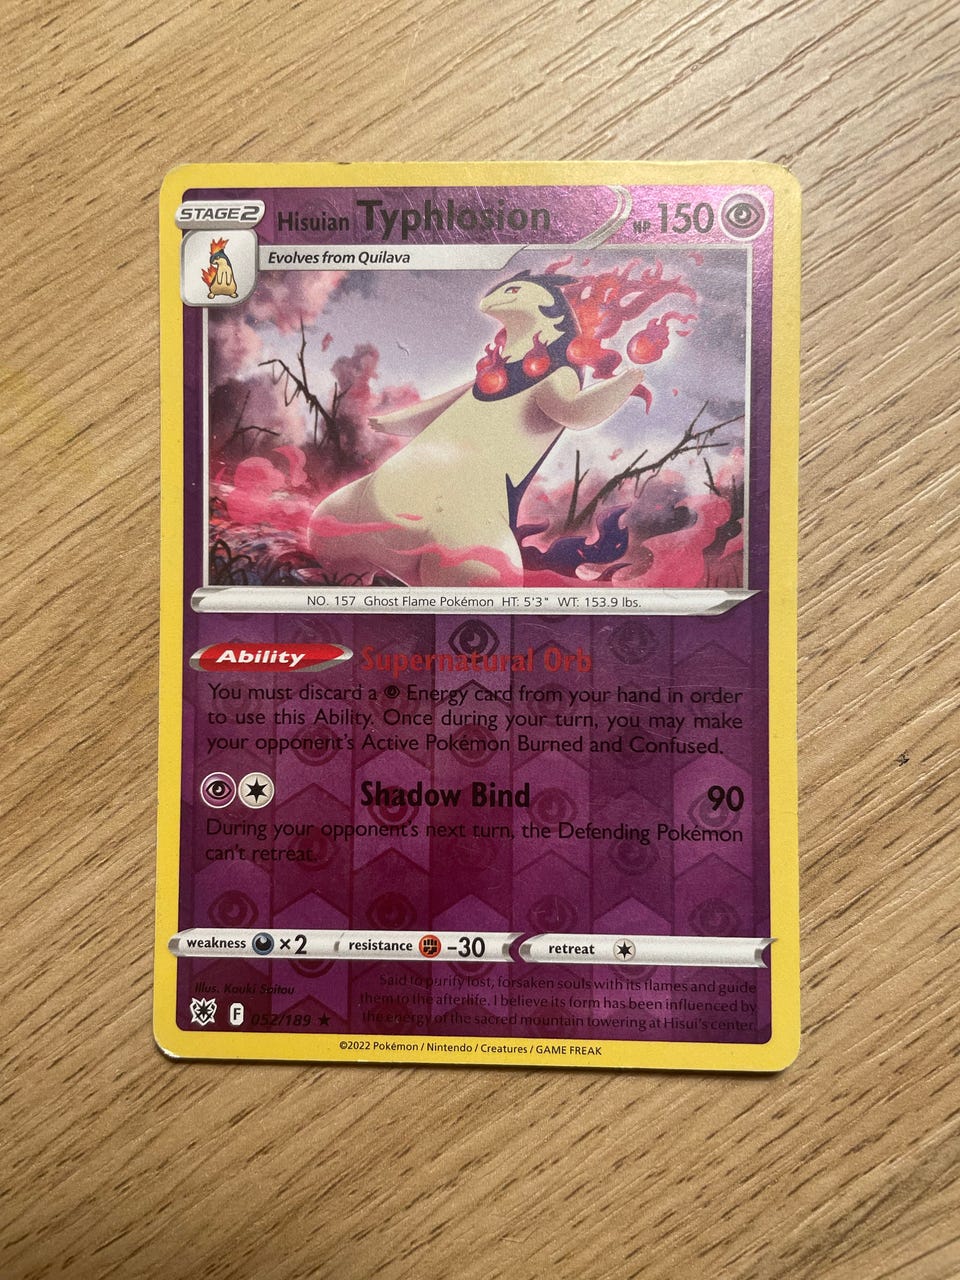 STAGE2
Hisuian Typhlosion
HP 150
Evolves from Quilava
NO. 157 Ghost Flame Pokémon HT: 5'3" WT: 153.9 lbs.
Ability Supernatural Orb
You must discard a Energy card from your hand in order
to use this Ability. Once during your turn, you may make
your opponent's Active Pokémon Burned and Confused.
Shadow Bind 90
During your opponent's next turn, the Defending Pokémon
can't retreat.
weakness ×2 resistance -30 retreat
Illus. Kouki Saitou
Said to purify lost, forsaken souls with its flames and guide
them to the afterlife. I believe its form has been influenced by
the energy of the sacred mountain towering at Hisui's center.
F 052/189 ★
©2022 Pokémon / Nintendo / Creatures / GAME FREAK